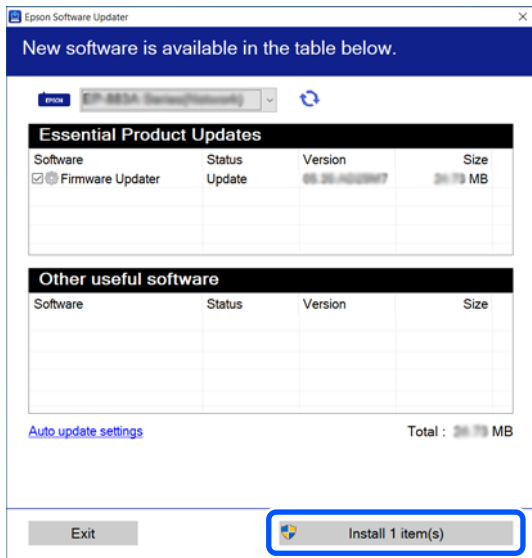 Epson Software Updater
New software is available in the table below.
EPSON
Essential Product Updates
Software Status Version Size
Firmware Updater Update MB
Other useful software
Software Status Version Size
Auto update settings Total : MB
Exit Install 1 item(s)